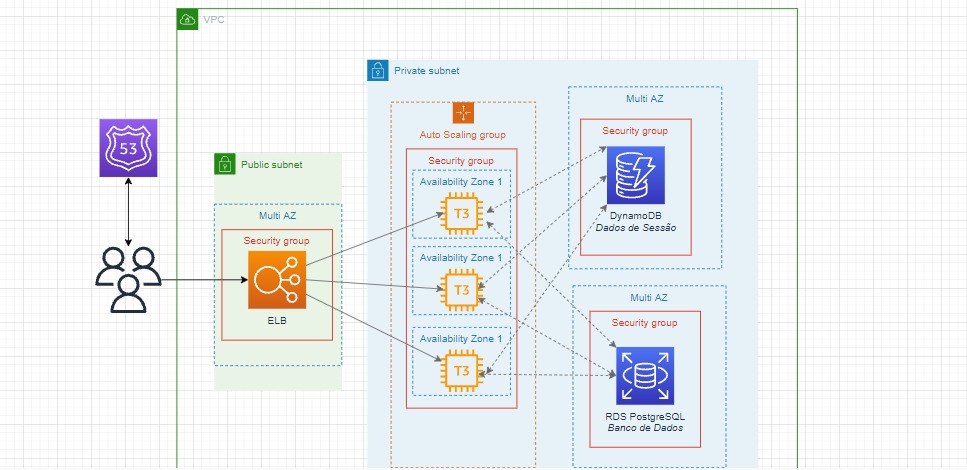 VPC
Private subnet
Multi AZ
Security group
DynamoDB
Dados de Sessão
Auto Scaling group
Security group
Availability Zone 1
T3
Availability Zone 1
T3
Availability Zone 1
T3
53
Public subnet
Multi AZ
Security group
ELB
Multi AZ
Security group
RDS PostgreSQL
Banco de Dados